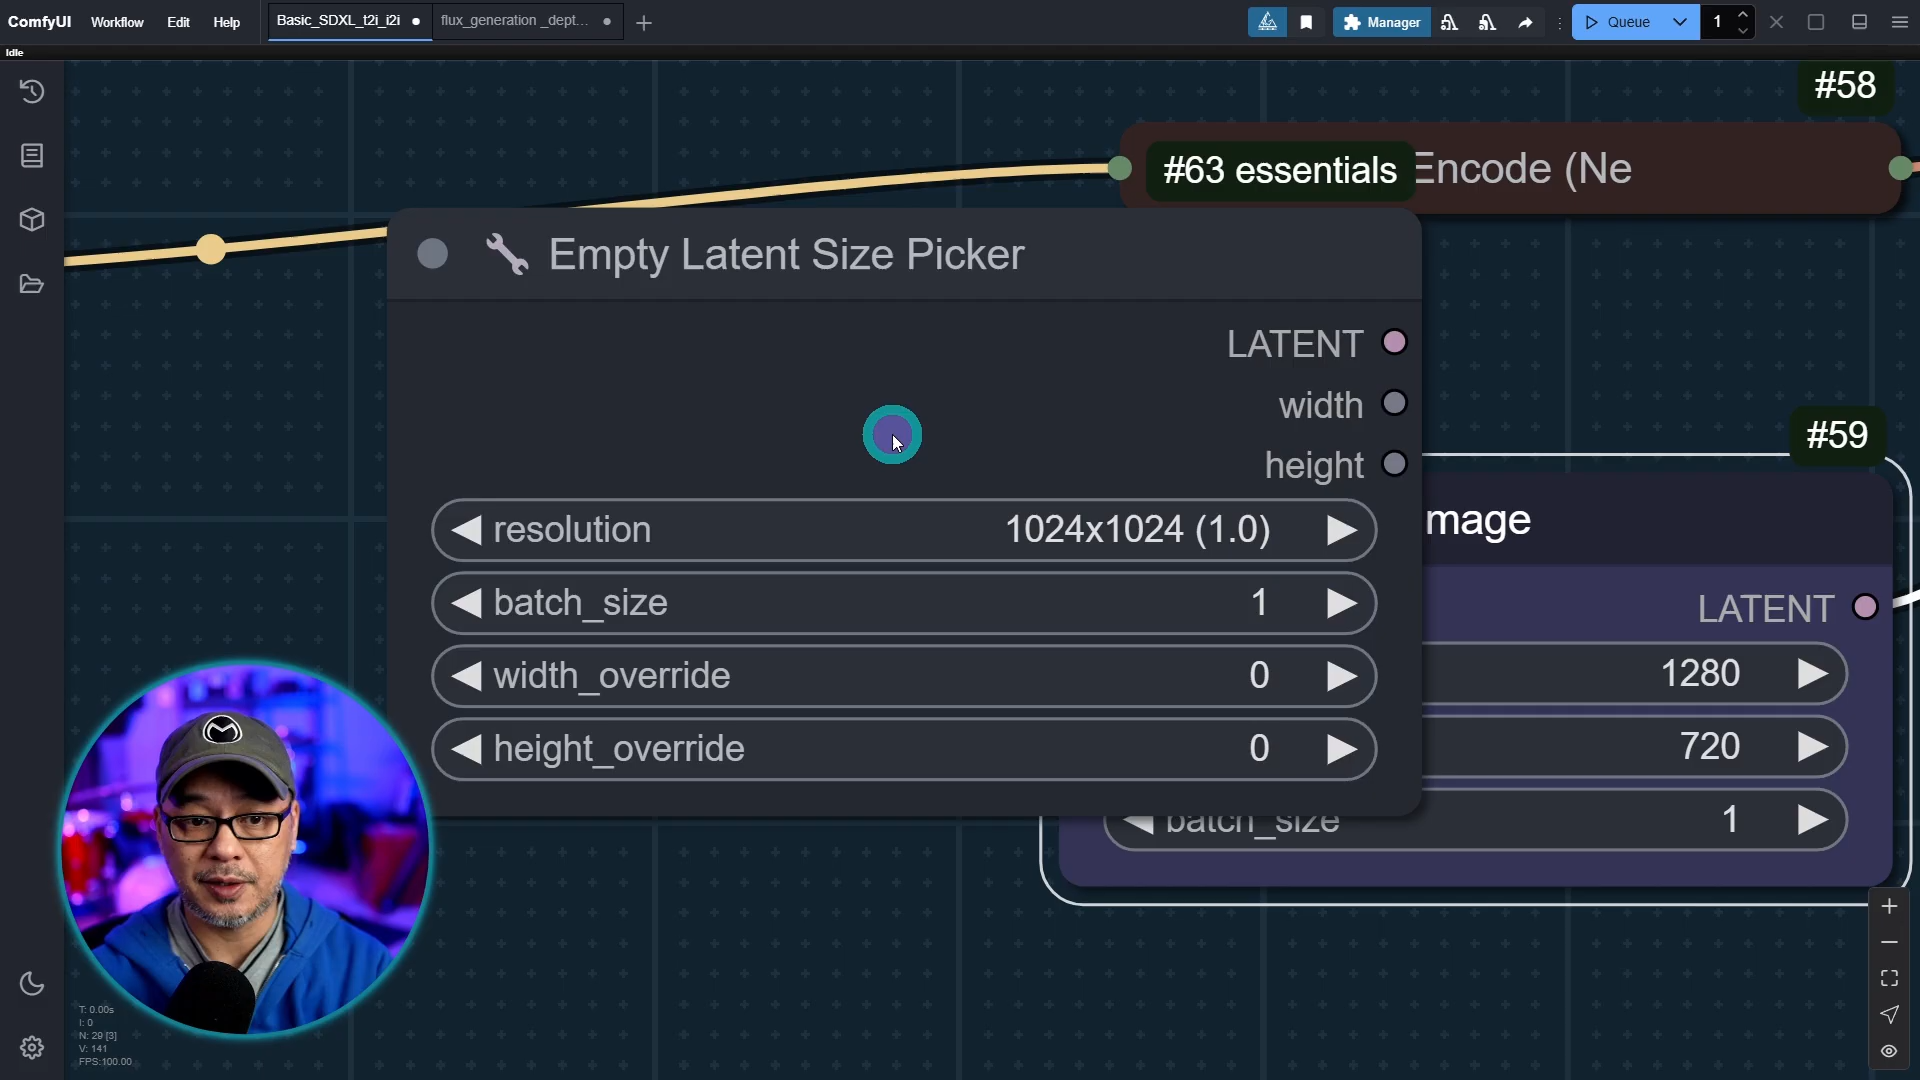 ComfyUI Workflow Edit Help Basic_SDXL_t2i_i2i flux_generation _dept... Manager Queue 1
Idle
#58
#63 essentials Encode (Ne
Empty Latent Size Picker
LATENT
width
height
#59
mage
LATENT
resolution 1024x1024 (1.0)
batch_size 1
width_override 0
height_override 0
1280
720
batch_size 1
T: 0.00s
I: 0
N: 29 [3]
V: 141
FPS:100.00